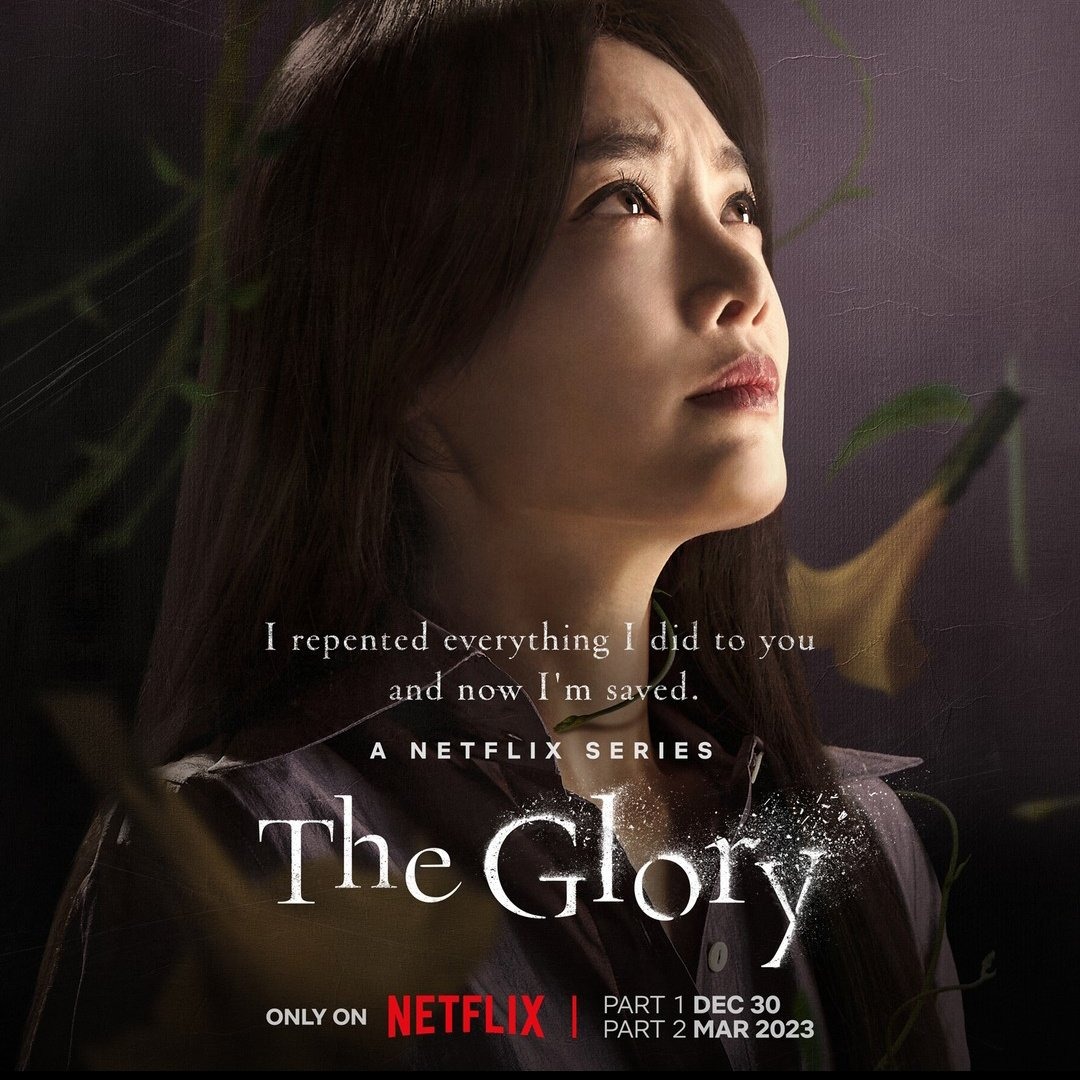 I repented everything I did to you
and now I'm saved.
A NETFLIX SERIES
The Glory
ONLY ON NETFLIX | PART 1 DEC 30
PART 2 MAR 2023